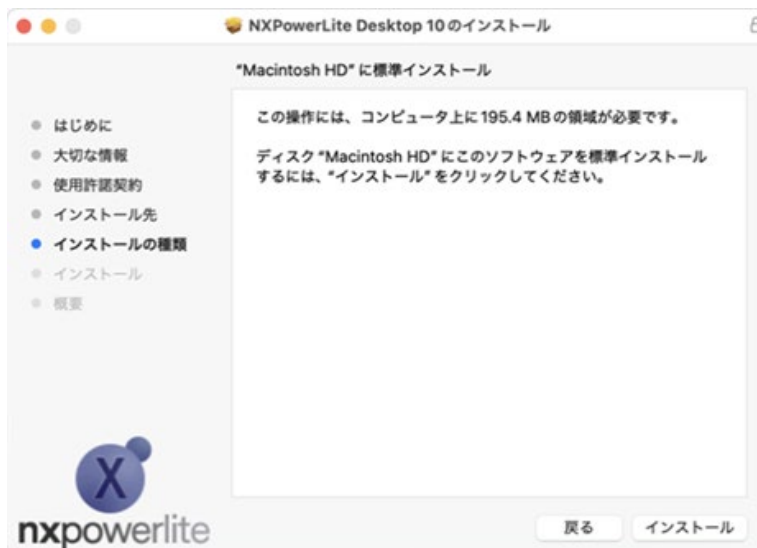 NXPowerLite Desktop 10 のインストール
“Macintosh HD” に標準インストール
はじめに
大切な情報
使用許諾契約
インストール先
インストールの種類
インストール
概要
この操作には、コンピュータ上に 195.4 MB の領域が必要です。
ディスク “Macintosh HD” にこのソフトウェアを標準インストール
するには、“インストール” をクリックしてください。
X
nxpowerlite
戻る
インストール